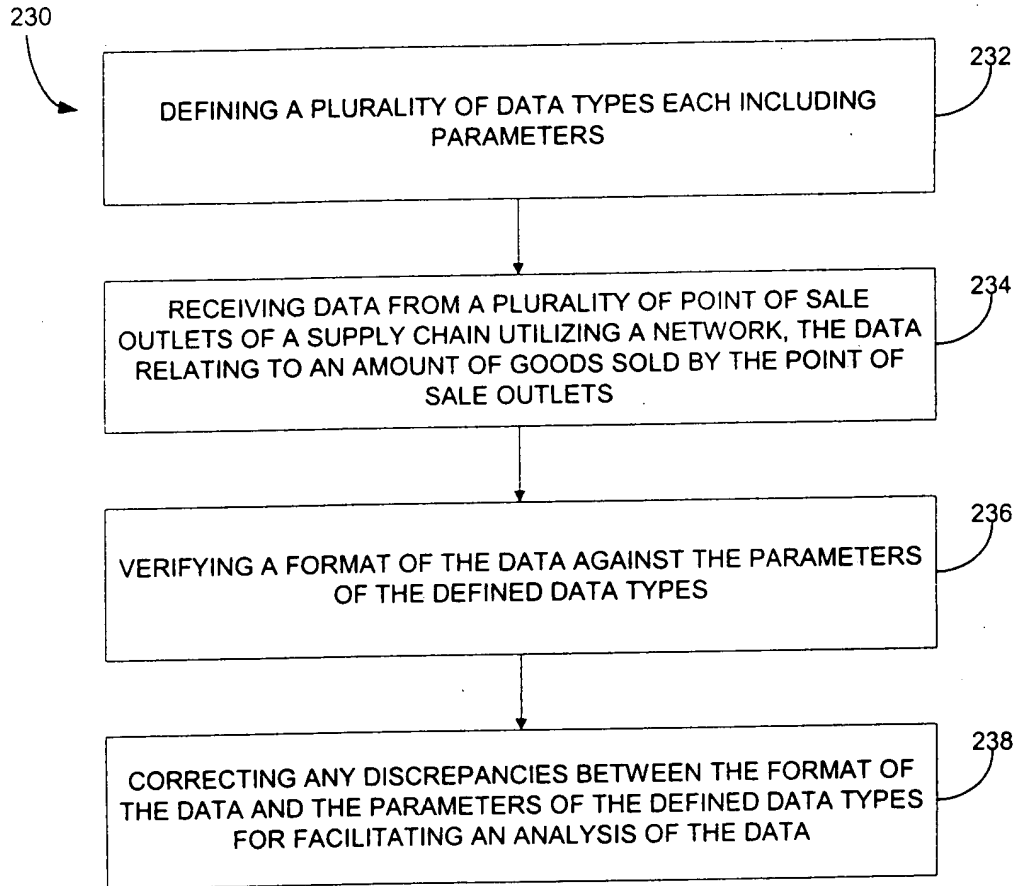 230
232
DEFINING A PLURALITY OF DATA TYPES EACH INCLUDING
PARAMETERS
234
RECEIVING DATA FROM A PLURALITY OF POINT OF SALE
OUTLETS OF A SUPPLY CHAIN UTILIZING A NETWORK, THE DATA
RELATING TO AN AMOUNT OF GOODS SOLD BY THE POINT OF
SALE OUTLETS
236
VERIFYING A FORMAT OF THE DATA AGAINST THE PARAMETERS
OF THE DEFINED DATA TYPES
238
CORRECTING ANY DISCREPANCIES BETWEEN THE FORMAT OF
THE DATA AND THE PARAMETERS OF THE DEFINED DATA TYPES
FOR FACILITATING AN ANALYSIS OF THE DATA